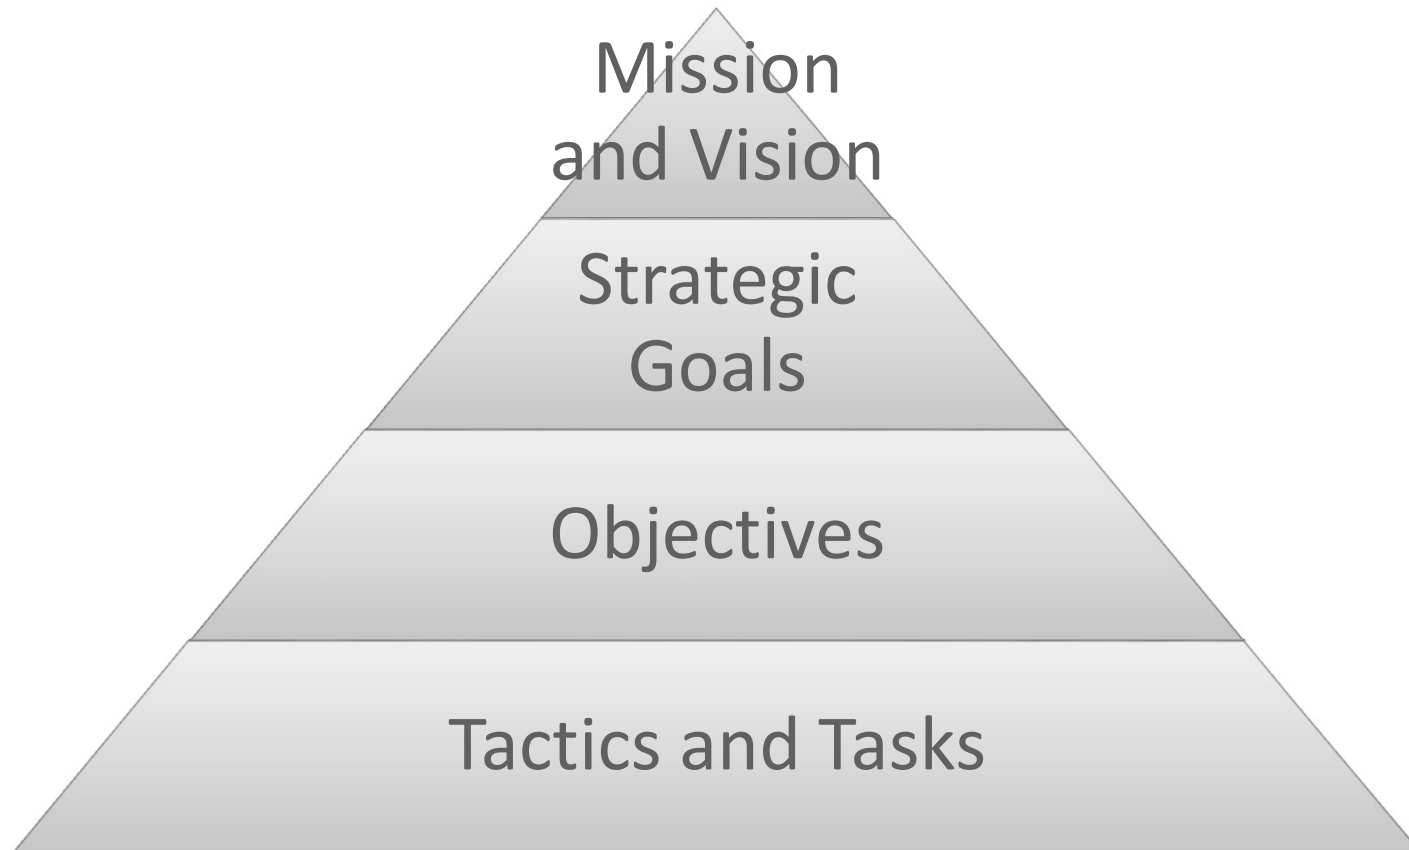 Mission
and Vision
Strategic
Goals
Objectives
Tactics and Tasks